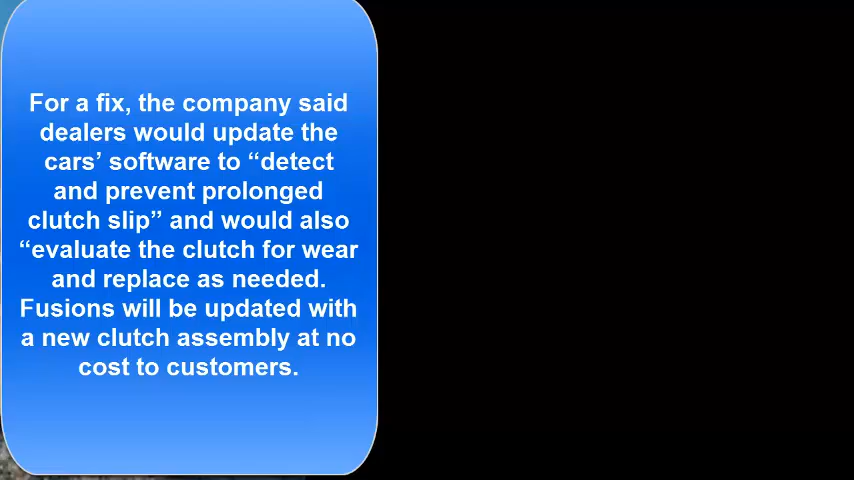 For a fix, the company said
dealers would update the
cars’ software to “detect
and prevent prolonged
clutch slip” and would also
“evaluate the clutch for wear
and replace as needed.
Fusions will be updated with
a new clutch assembly at no
cost to customers.